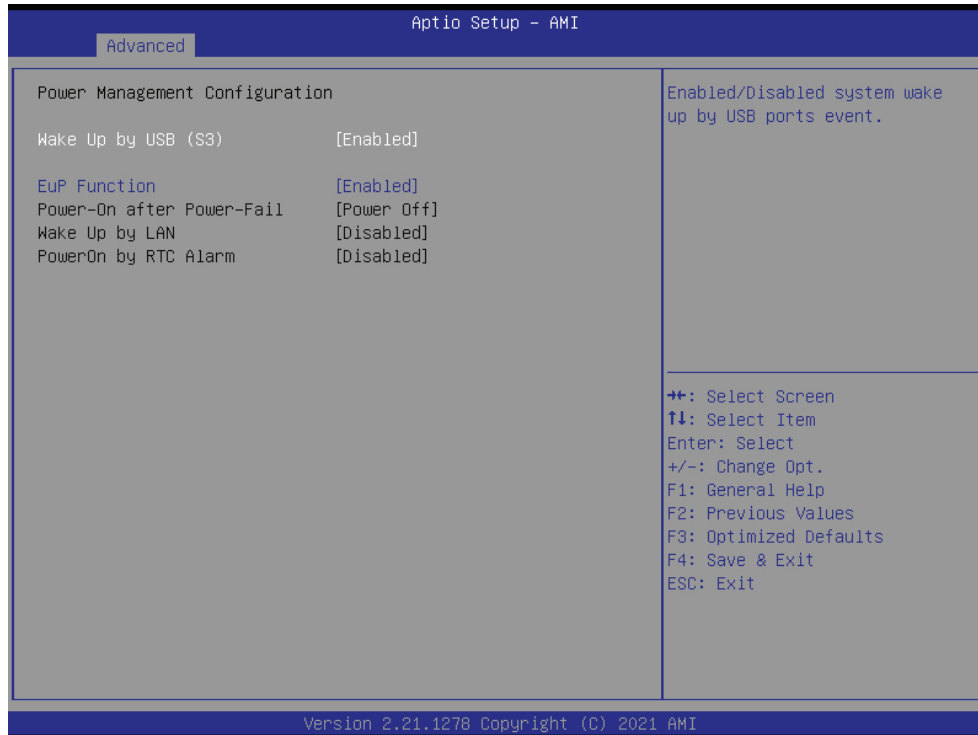 Aptio Setup – AMI
Advanced
Power Management Configuration
Wake Up by USB (S3) [Enabled]
EuP Function [Enabled]
Power-On after Power-Fail [Power Off]
Wake Up by LAN [Disabled]
PowerOn by RTC Alarm [Disabled]
Enabled/Disabled system wake
up by USB ports event.
→←: Select Screen
↑↓: Select Item
Enter: Select
+/-: Change Opt.
F1: General Help
F2: Previous Values
F3: Optimized Defaults
F4: Save & Exit
ESC: Exit
Version 2.21.1278 Copyright (C) 2021 AMI